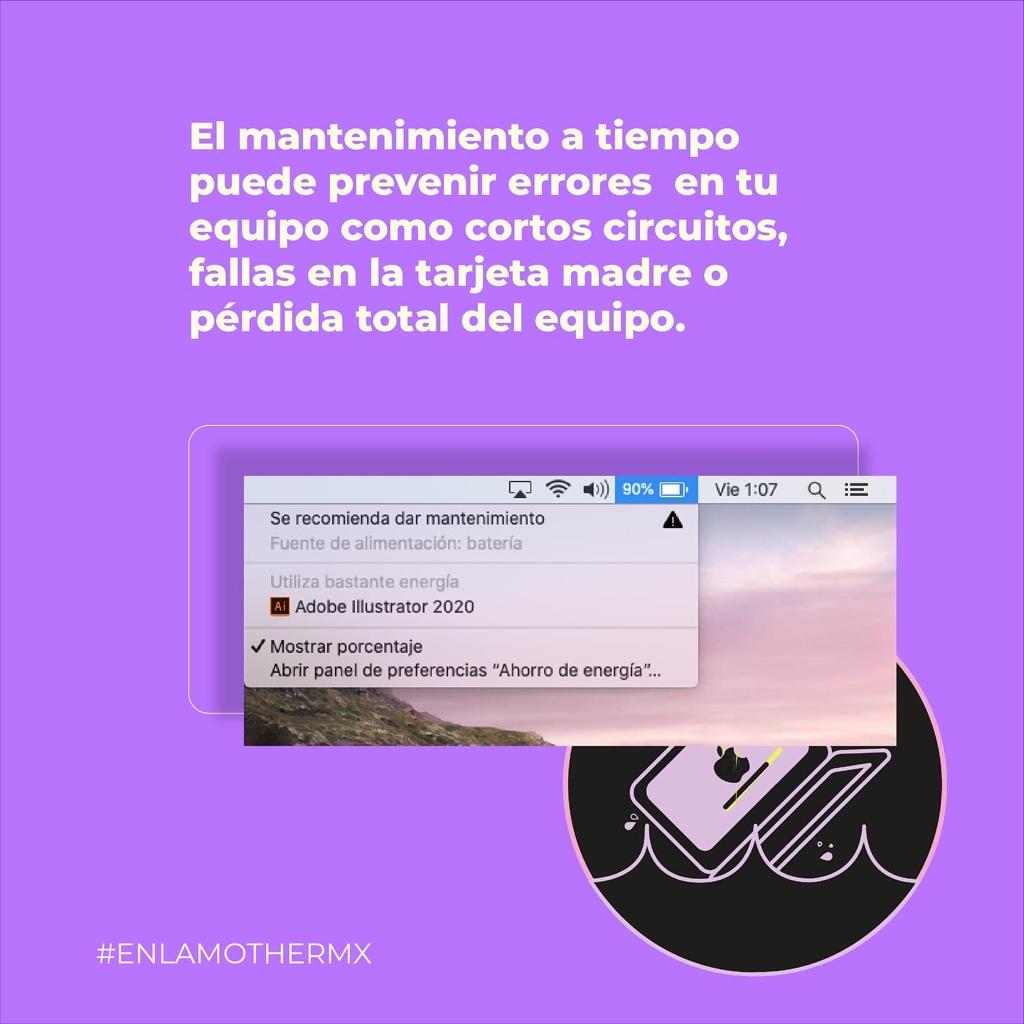 El mantenimiento a tiempo
puede prevenir errores  en tu
equipo como cortos circuitos,
fallas en la tarjeta madre o
pérdida total del equipo.
90% Vie 1:07
Se recomienda dar mantenimiento
Fuente de alimentación: batería
Utiliza bastante energía
Ai Adobe Illustrator 2020
✓ Mostrar porcentaje
Abrir panel de preferencias “Ahorro de energía”...
#ENLAMOTHERMX